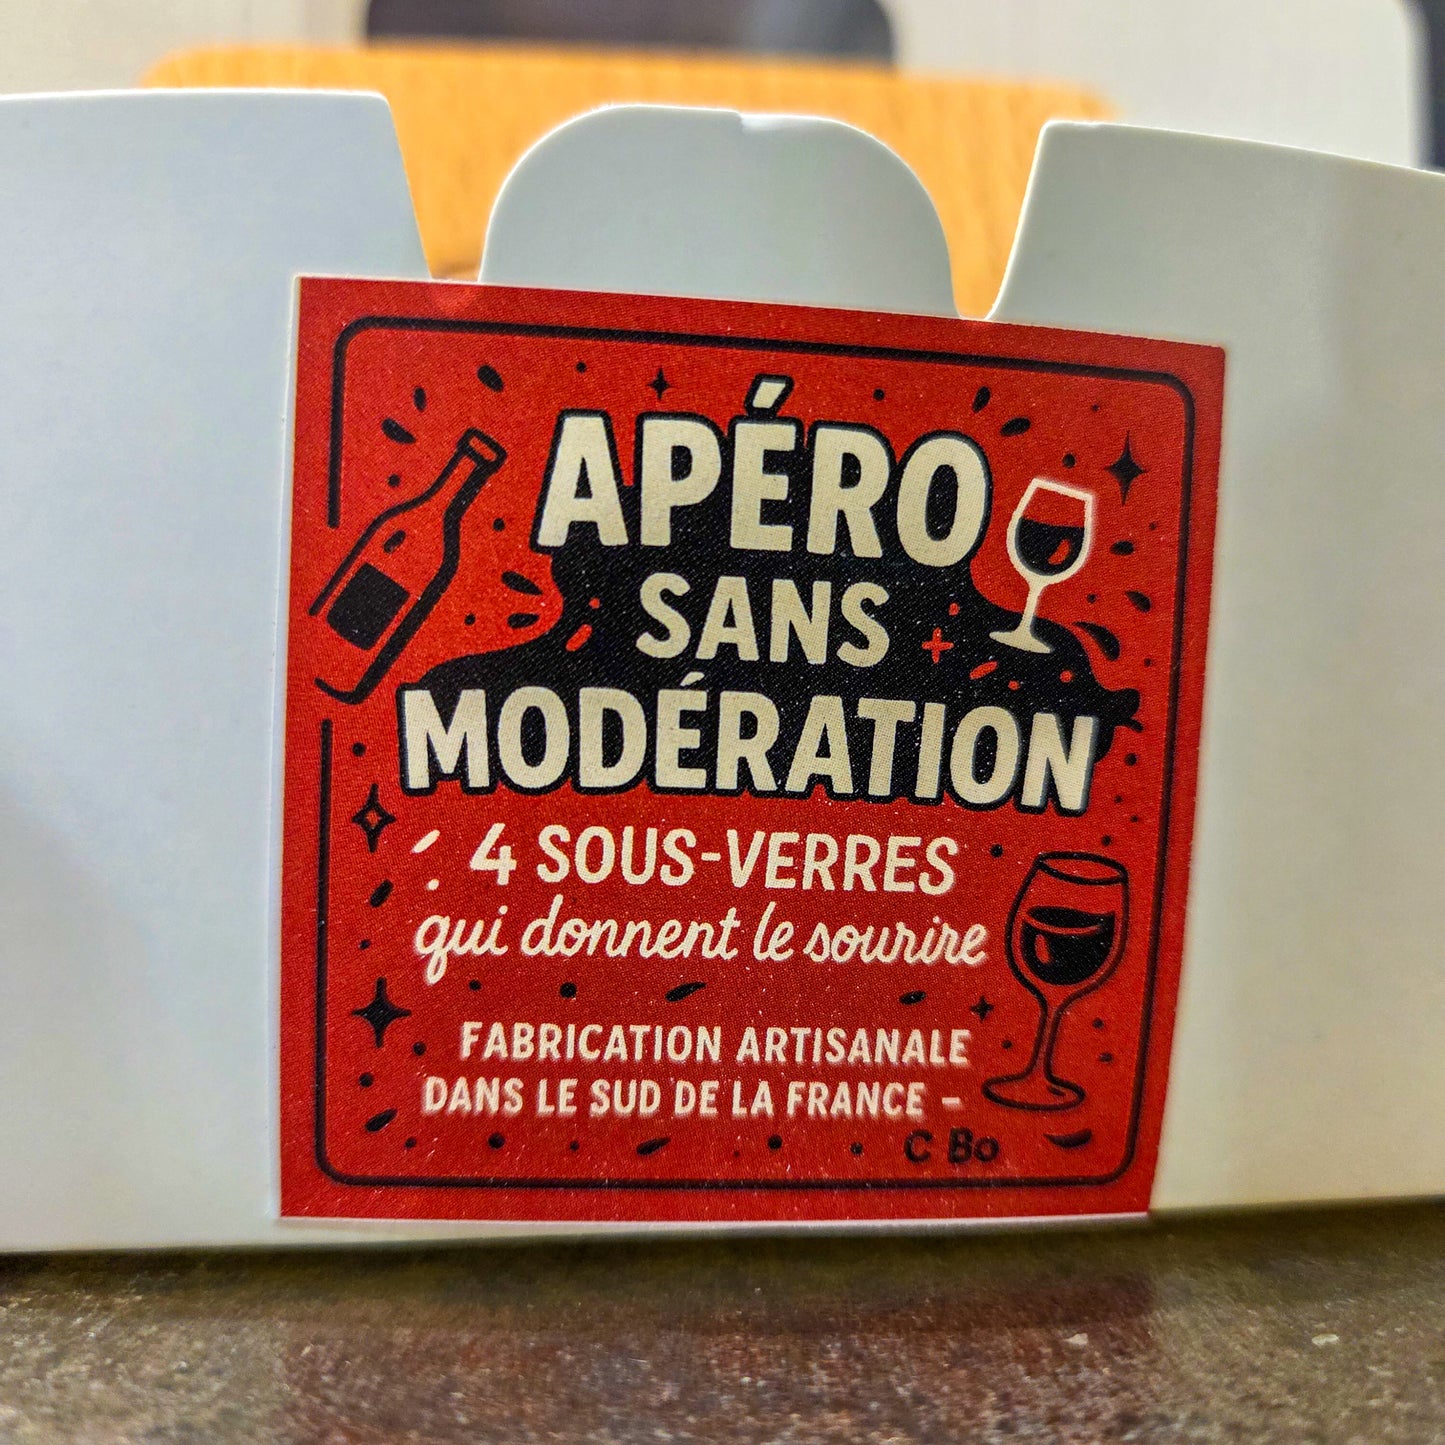 APÉRO
SANS
MODÉRATION
4 SOUS-VERRES
qui donnent le sourire
FABRICATION ARTISANALE
DANS LE SUD DE LA FRANCE –
C Bo